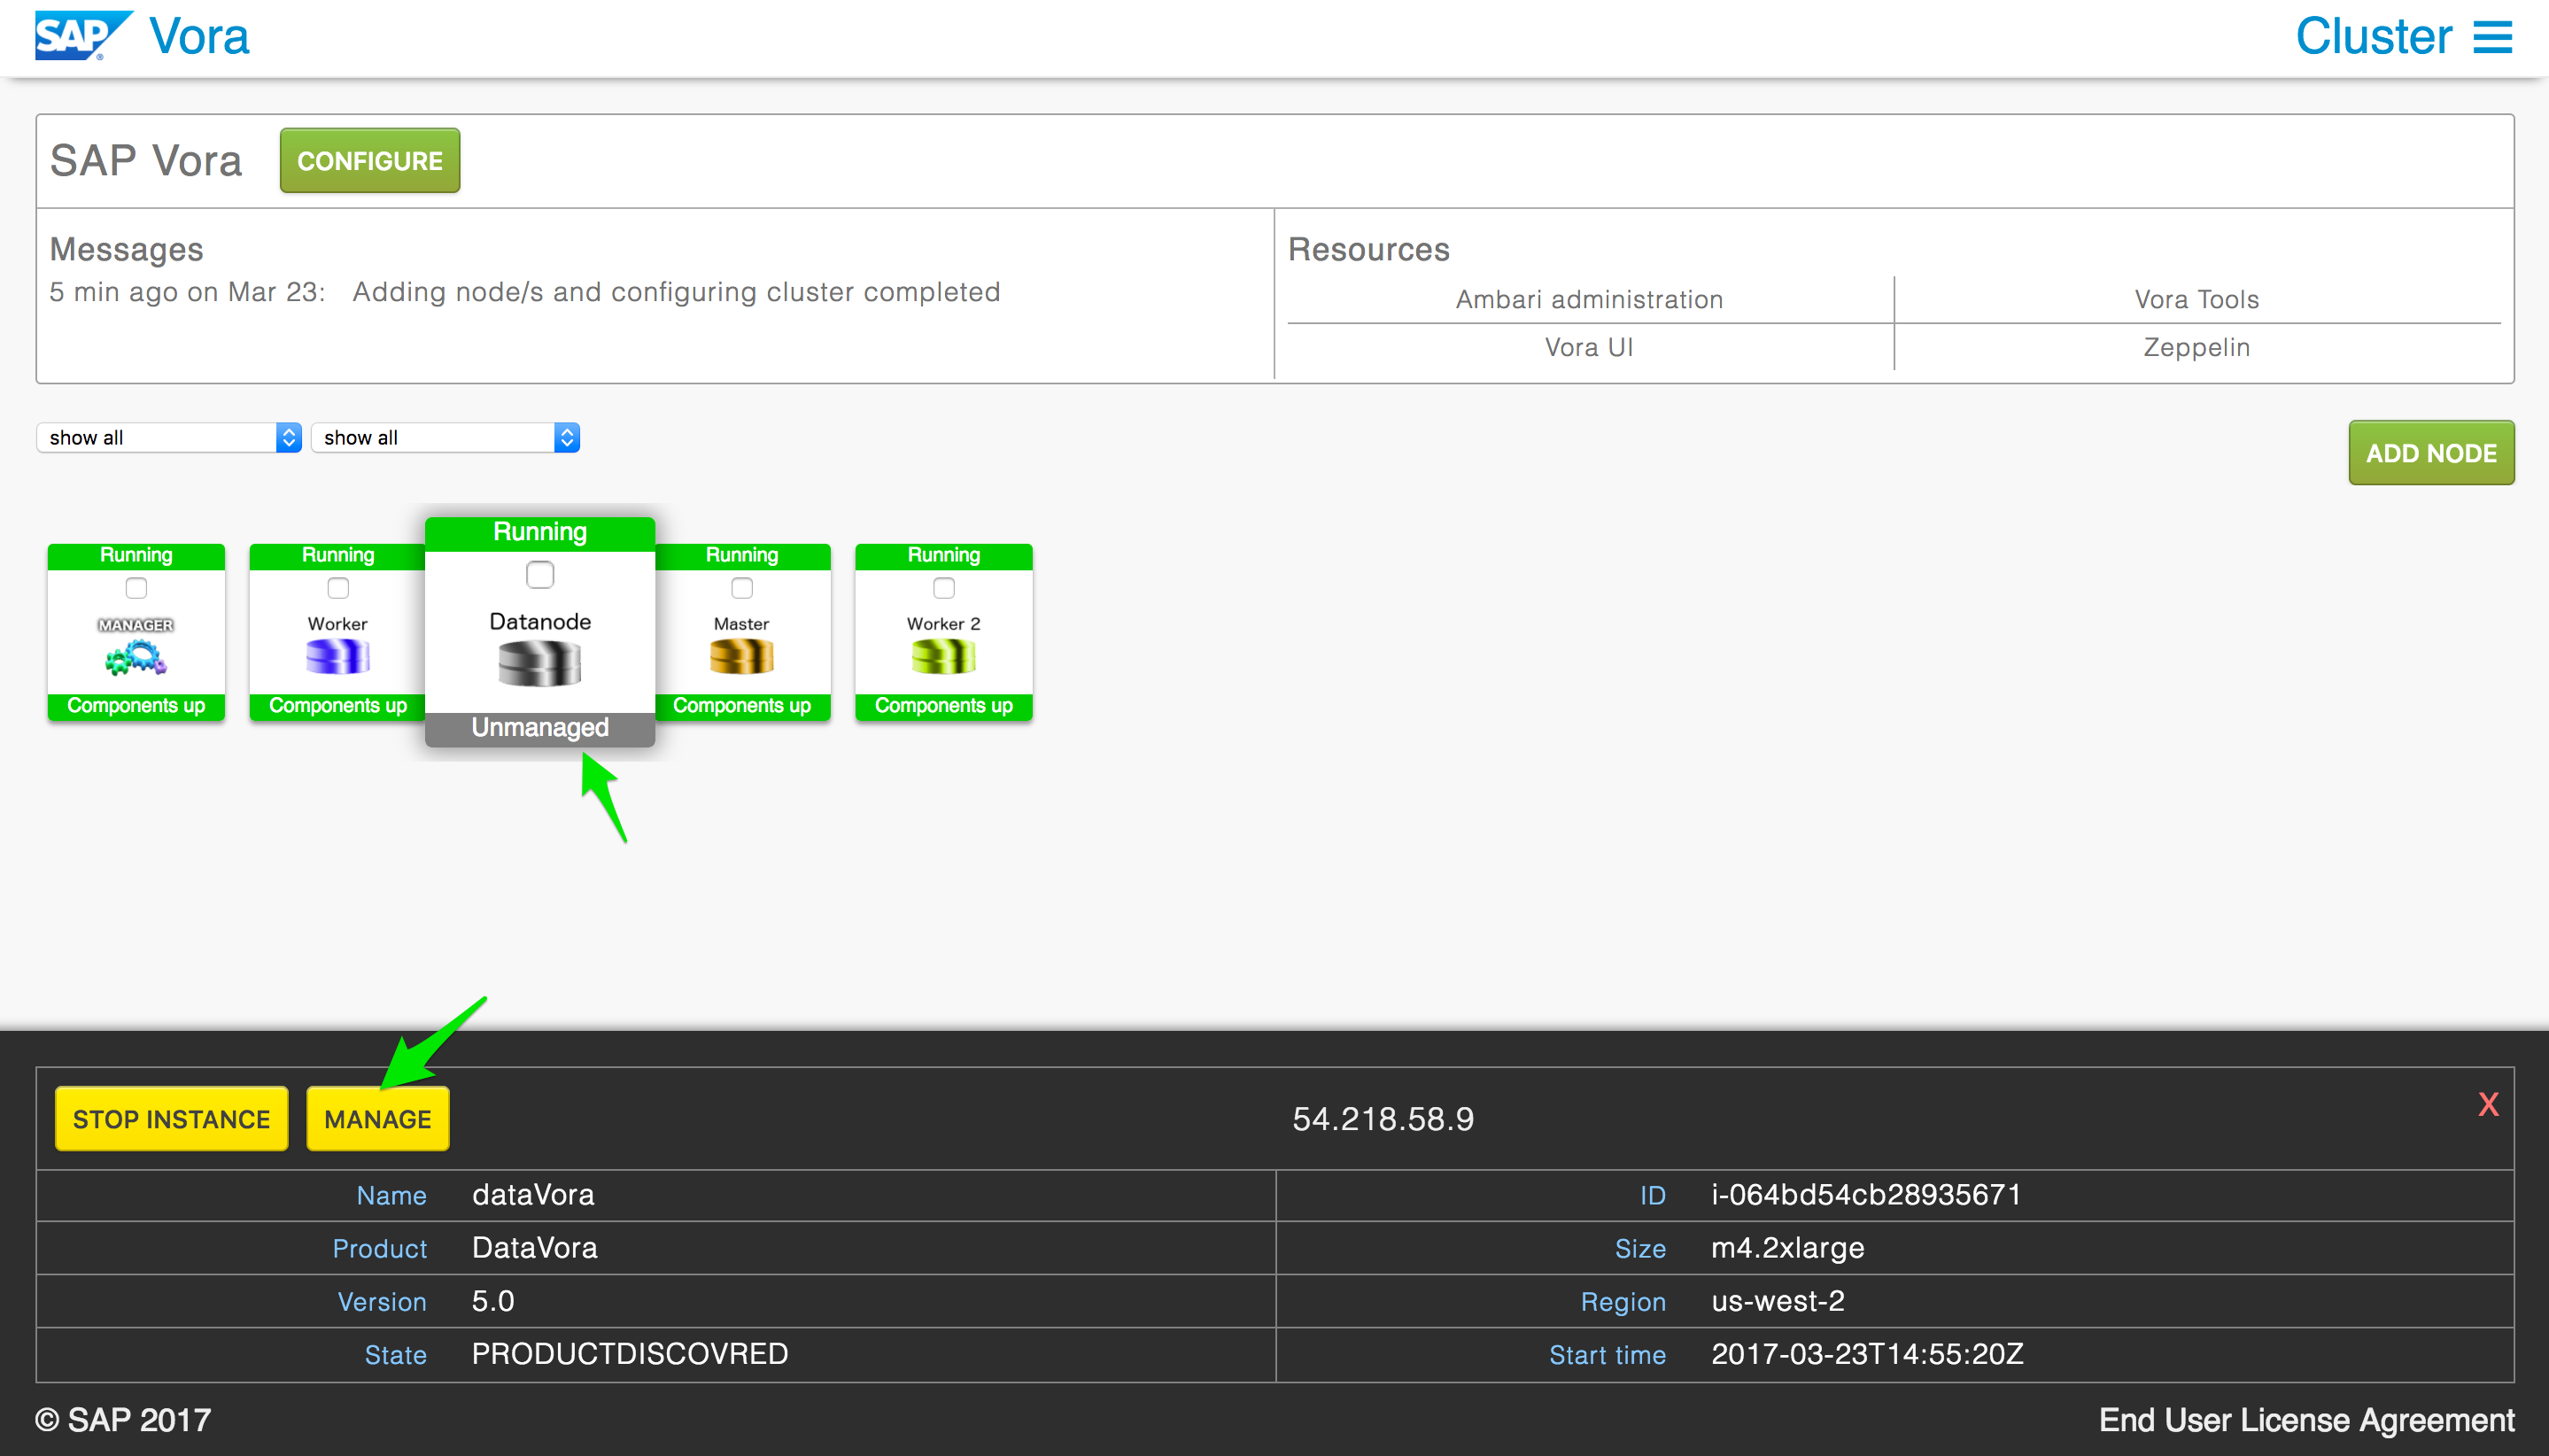 SAP® Vora
Cluster
SAP Vora CONFIGURE
Messages
5 min ago on Mar 23: Adding node/s and configuring cluster completed
Resources
Ambari administration Vora Tools
Vora UI Zeppelin
show all show all
ADD NODE
Running
MANAGER
Components up
Running
Worker
Components up
Running
Datanode
Unmanaged
Running
Master
Components up
Running
Worker 2
Components up
STOP INSTANCE MANAGE 54.218.58.9 X
Name dataVora ID i-064bd54cb28935671
Product DataVora Size m4.2xlarge
Version 5.0 Region us-west-2
State PRODUCTDISCOVRED Start time 2017-03-23T14:55:20Z
© SAP 2017 End User License Agreement